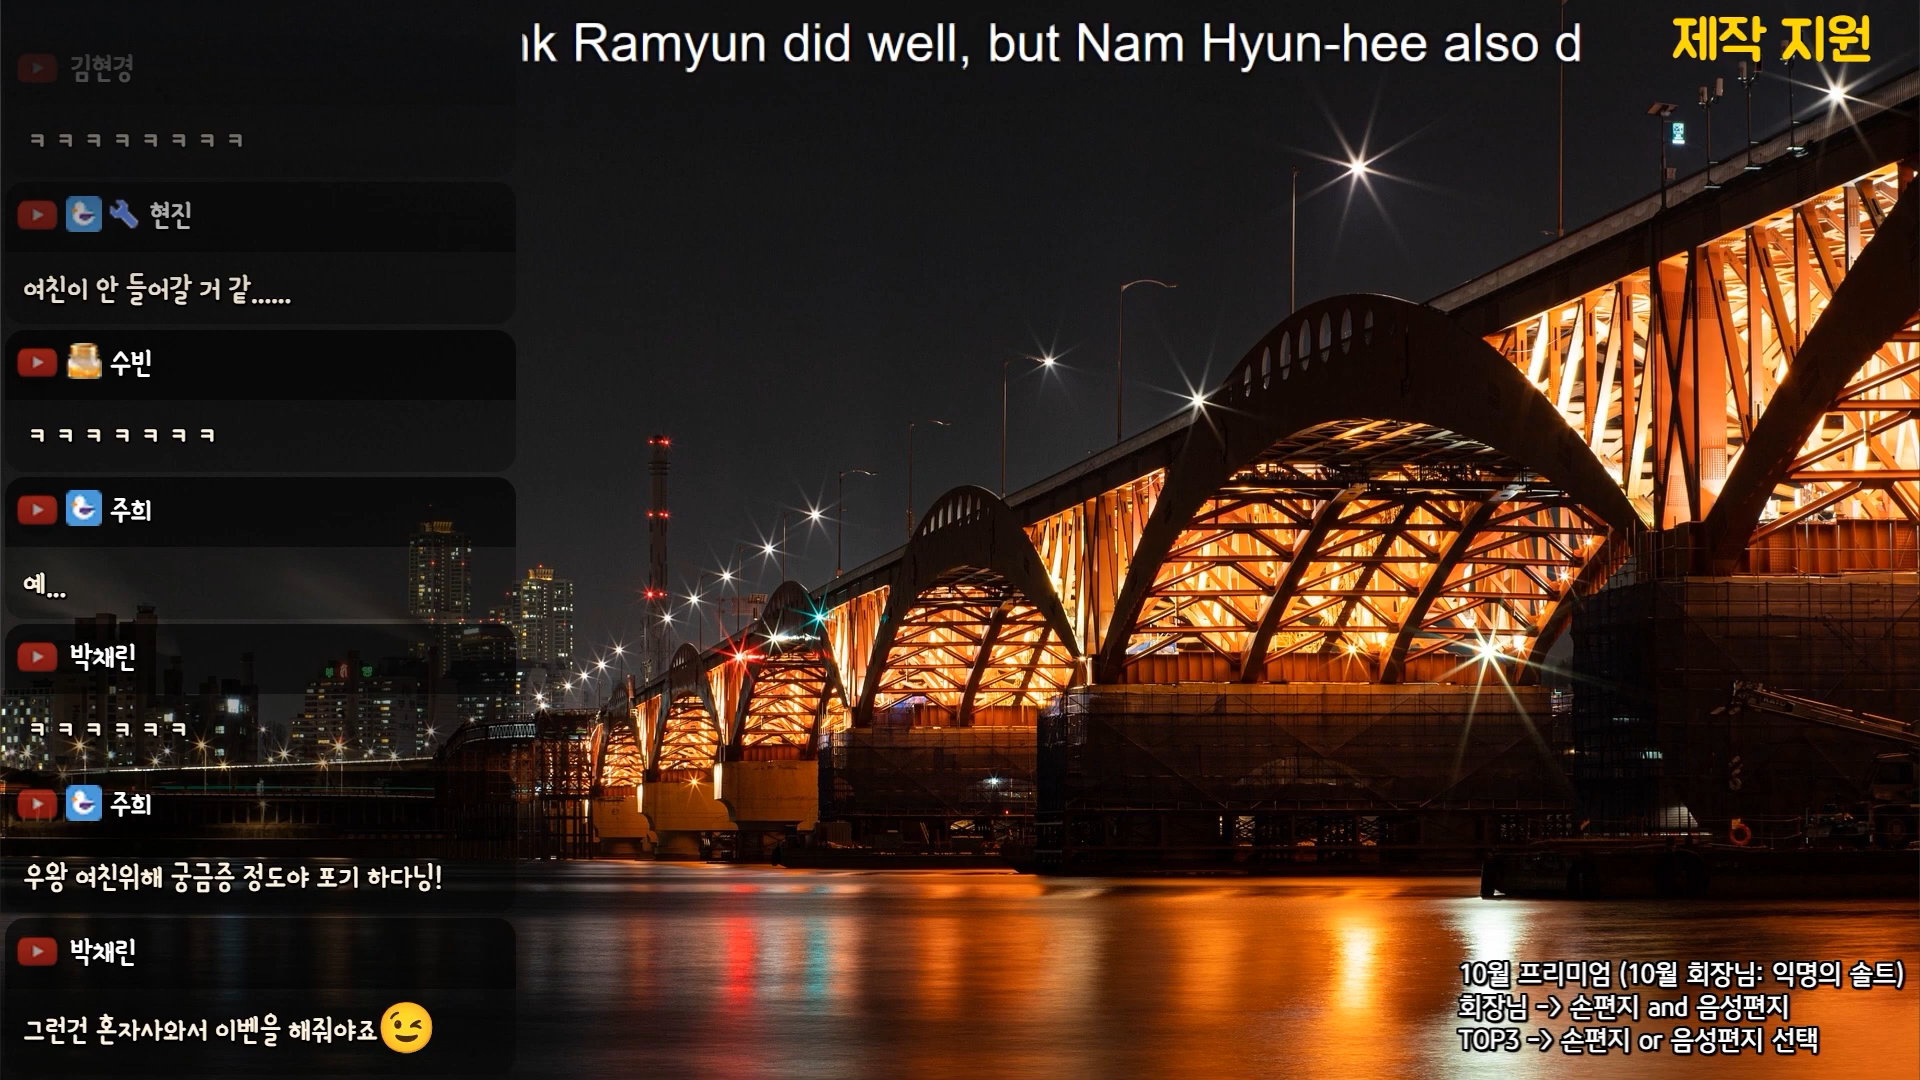 nk Ramyun did well, but Nam Hyun-hee also d
제작 지원
김현경
ㅋㅋㅋㅋㅋㅋㅋㅋ
현진
여친이 안 들어갈 거 같......
수빈
ㅋㅋㅋㅋㅋㅋㅋ
주희
예...
박채린
ㅋㅋㅋㅋㅋㅋ
주희
우왕 여친위해 궁금증 정도야 포기 하다닝!
박채린
그런건 혼자사와서 이벤을 해줘야죠😉
10월 프리미엄 (10월 회장님: 익명의 솔트)
회장님 -> 손편지 and 음성편지
TOP3 -> 손편지 or 음성편지 선택